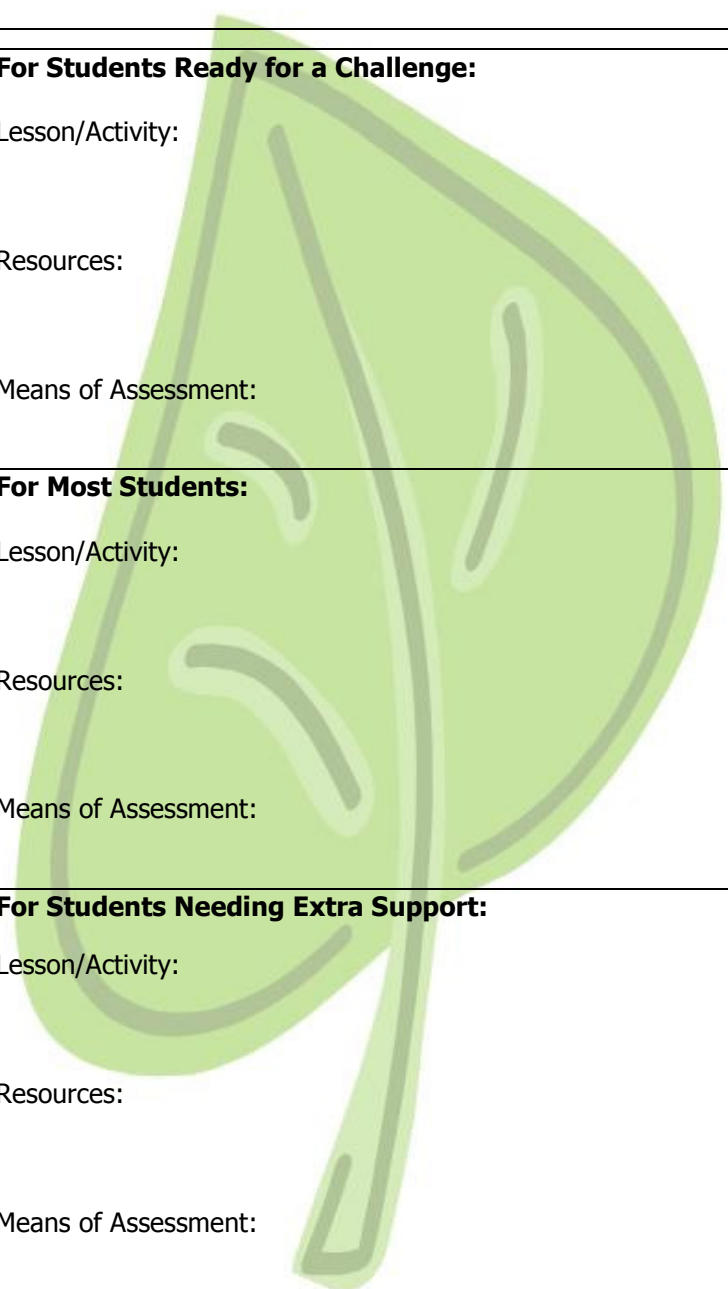 For Students Ready for a Challenge:
Lesson/Activity:
Resources:
Means of Assessment:
For Most Students:
Lesson/Activity:
Resources:
Means of Assessment:
For Students Needing Extra Support:
Lesson/Activity:
Resources:
Means of Assessment: